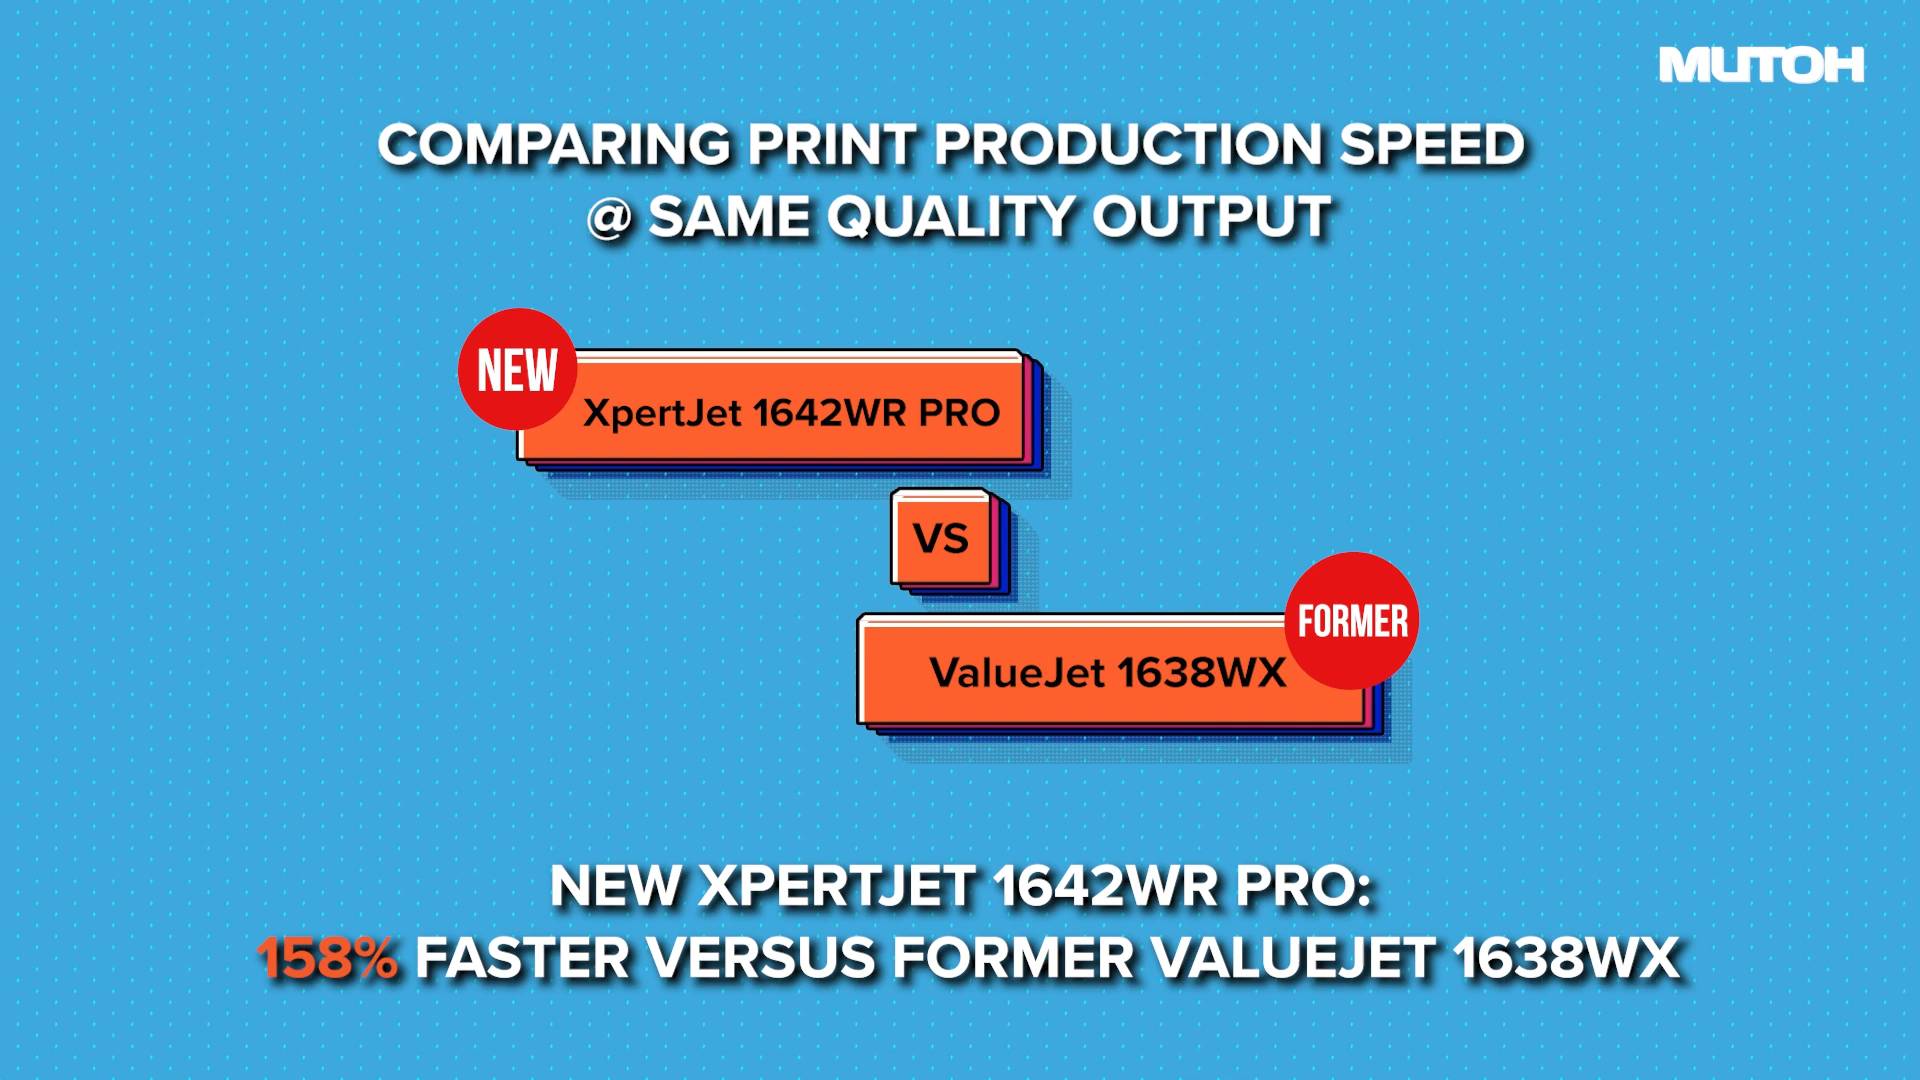 MUTOH
COMPARING PRINT PRODUCTION SPEED
@ SAME QUALITY OUTPUT
NEW
XpertJet 1642WR PRO
VS
FORMER
ValueJet 1638WX
NEW XPERTJET 1642WR PRO:
158% FASTER VERSUS FORMER VALUEJET 1638WX